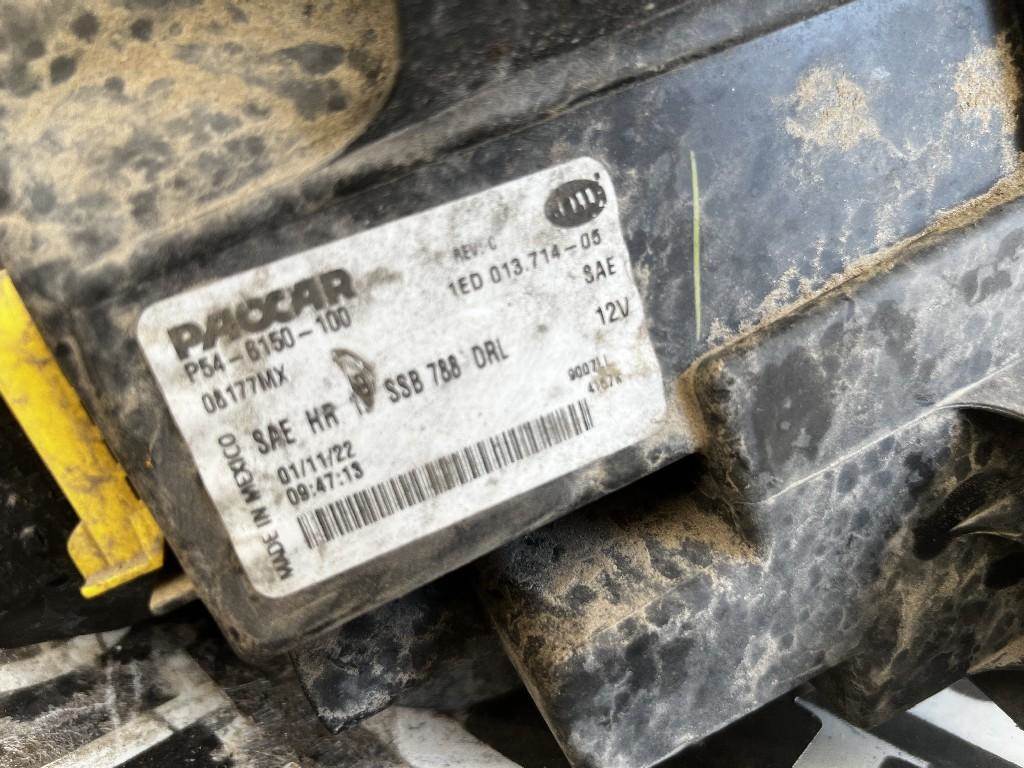 PACCAR
REV: C
1ED 013.714-05
P54-6150-100
SAE
08177MX
12V
SAE HR SSB 788 DRL
MADE IN MEXICO
01/11/22
09:47:13